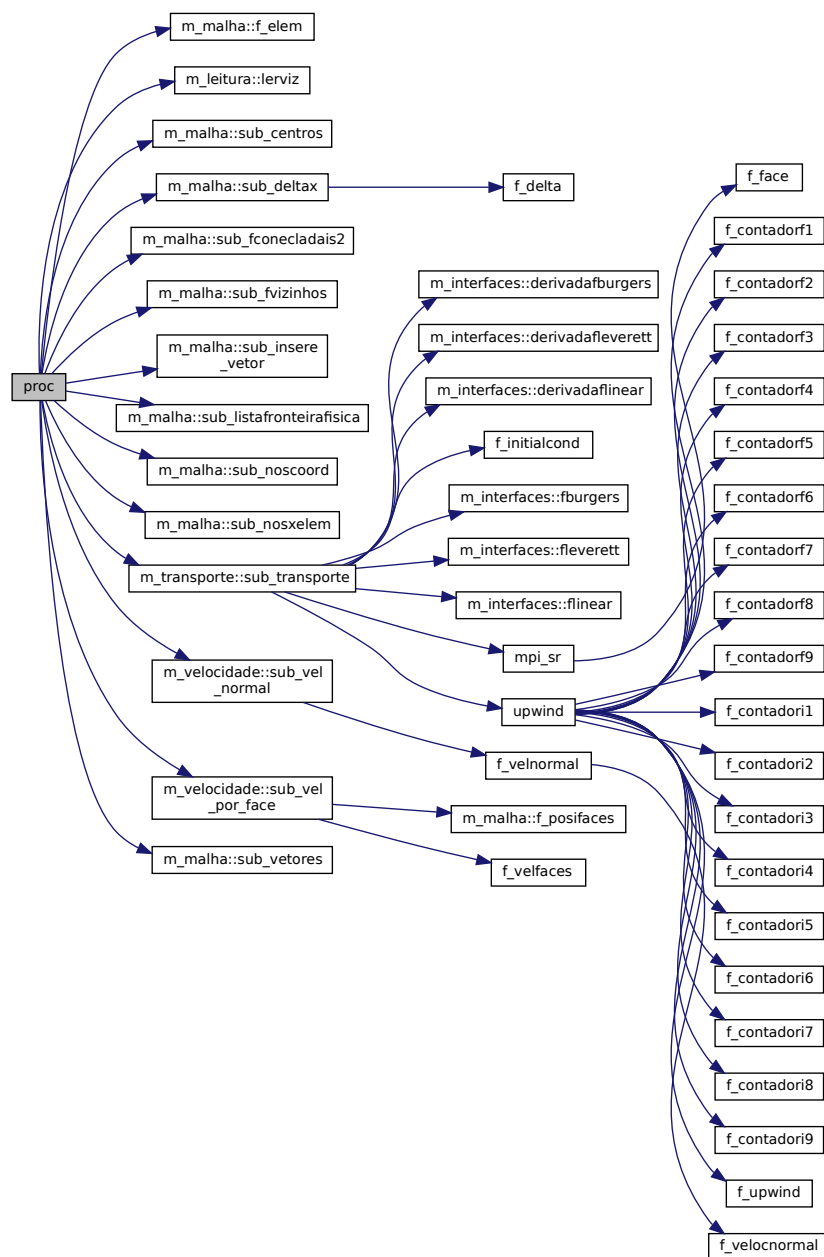 proc
m_malha::f_elem
m_leitura::lerviz
m_malha::sub_centros
m_malha::sub_deltax
m_malha::sub_fconecladais2
m_malha::sub_fvizinhos
m_malha::sub_insere
_vetor
m_malha::sub_listafronteirafisica
m_malha::sub_noscoord
m_malha::sub_nosxelem
m_transporte::sub_transporte
m_velocidade::sub_vel
_normal
m_velocidade::sub_vel
_por_face
m_malha::sub_vetores
f_delta
m_interfaces::derivadafburgers
m_interfaces::derivadafleverett
m_interfaces::derivadaflinear
f_initialcond
m_interfaces::fburgers
m_interfaces::fleverett
m_interfaces::flinear
mpi_sr
upwind
f_velnormal
m_malha::f_posifaces
f_velfaces
f_face
f_contadorf1
f_contadorf2
f_contadorf3
f_contadorf4
f_contadorf5
f_contadorf6
f_contadorf7
f_contadorf8
f_contadorf9
f_contadori1
f_contadori2
f_contadori3
f_contadori4
f_contadori5
f_contadori6
f_contadori7
f_contadori8
f_contadori9
f_upwind
f_velocnormal